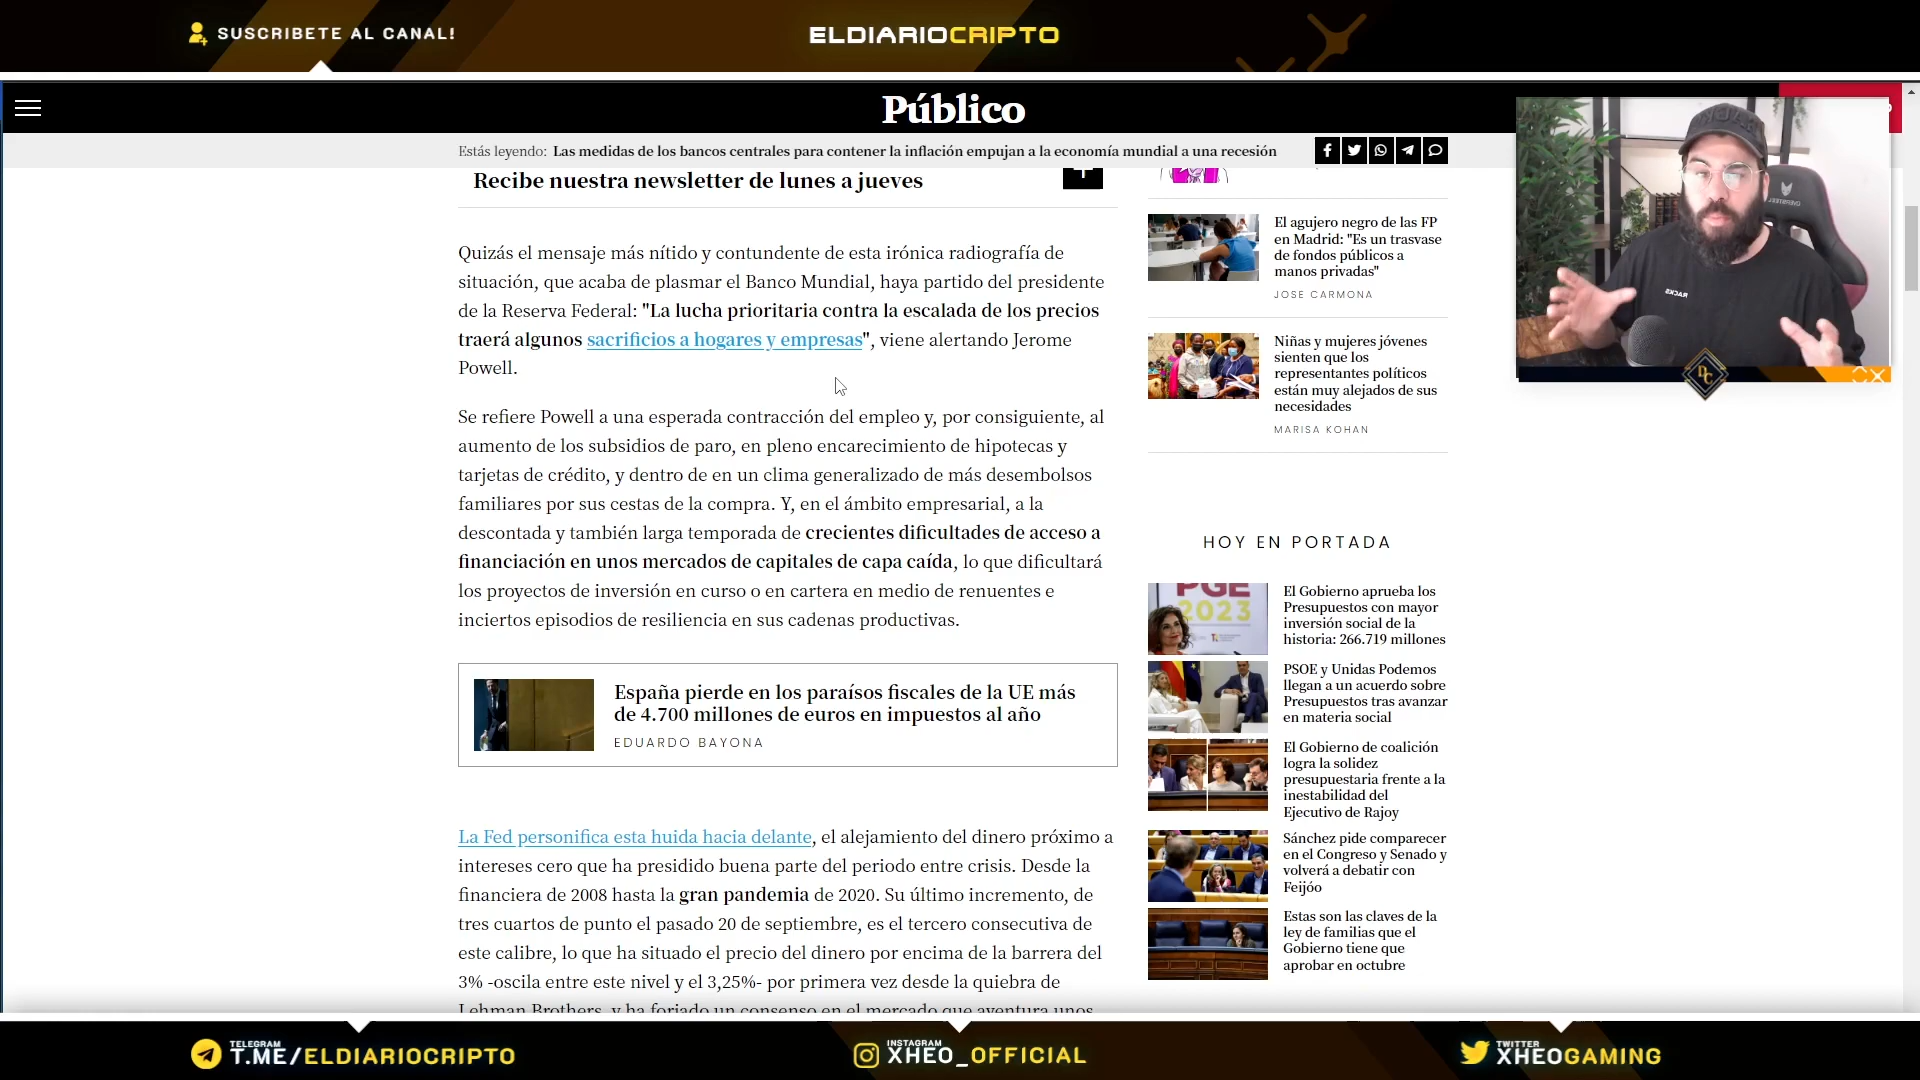 SUSCRIBETE AL CANAL!
ELDIARIOCRIPTO
Público
Estás leyendo: Las medidas de los bancos centrales para contener la inflación empujan a la economía mundial a una recesión
Recibe nuestra newsletter de lunes a jueves
Quizás el mensaje más nítido y contundente de esta irónica radiografía de
situación, que acaba de plasmar el Banco Mundial, haya partido del presidente
de la Reserva Federal: "La lucha prioritaria contra la escalada de los precios
traerá algunos sacrificios a hogares y empresas", viene alertando Jerome
Powell.
Se refiere Powell a una esperada contracción del empleo y, por consiguiente, al
aumento de los subsidios de paro, en pleno encarecimiento de hipotecas y
tarjetas de crédito, y dentro de en un clima generalizado de más desembolsos
familiares por sus cestas de la compra. Y, en el ámbito empresarial, a la
descontada y también larga temporada de crecientes dificultades de acceso a
financiación en unos mercados de capitales de capa caída, lo que dificultará
los proyectos de inversión en curso o en cartera en medio de renuentes e
inciertos episodios de resiliencia en sus cadenas productivas.
España pierde en los paraísos fiscales de la UE más
de 4.700 millones de euros en impuestos al año
EDUARDO BAYONA
La Fed personifica esta huida hacia delante, el alejamiento del dinero próximo a
intereses cero que ha presidido buena parte del periodo entre crisis. Desde la
financiera de 2008 hasta la gran pandemia de 2020. Su último incremento, de
tres cuartos de punto el pasado 20 de septiembre, es el tercero consecutiva de
este calibre, lo que ha situado el precio del dinero por encima de la barrera del
3% -oscila entre este nivel y el 3,25%- por primera vez desde la quiebra de
Lehman Brothers, y ha forjado un consenso en el mercado que aventura unos
El agujero negro de las FP
en Madrid: "Es un trasvase
de fondos públicos a
manos privadas"
JOSE CARMONA
Niñas y mujeres jóvenes
sienten que los
representantes políticos
están muy alejados de sus
necesidades
MARISA KOHAN
HOY EN PORTADA
PGE
2023
El Gobierno aprueba los
Presupuestos con mayor
inversión social de la
historia: 266.719 millones
PSOE y Unidas Podemos
llegan a un acuerdo sobre
Presupuestos tras avanzar
en materia social
El Gobierno de coalición
logra la solidez
presupuestaria frente a la
inestabilidad del
Ejecutivo de Rajoy
Sánchez pide comparecer
en el Congreso y Senado y
volverá a debatir con
Feijóo
Estas son las claves de la
ley de familias que el
Gobierno tiene que
aprobar en octubre
RACKS
DC
TELEGRAM
T.ME/ELDIARIOCRIPTO
INSTAGRAM
XHEO_OFFICIAL
TWITTER
XHEOGAMING